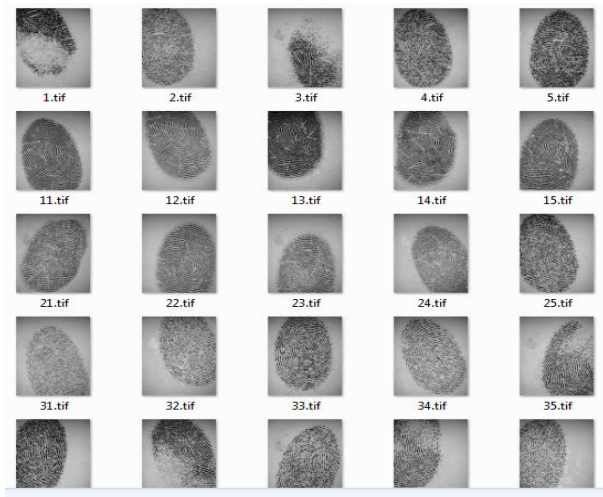 1.tif 2.tif 3.tif 4.tif 5.tif
11.tif 12.tif 13.tif 14.tif 15.tif
21.tif 22.tif 23.tif 24.tif 25.tif
31.tif 32.tif 33.tif 34.tif 35.tif